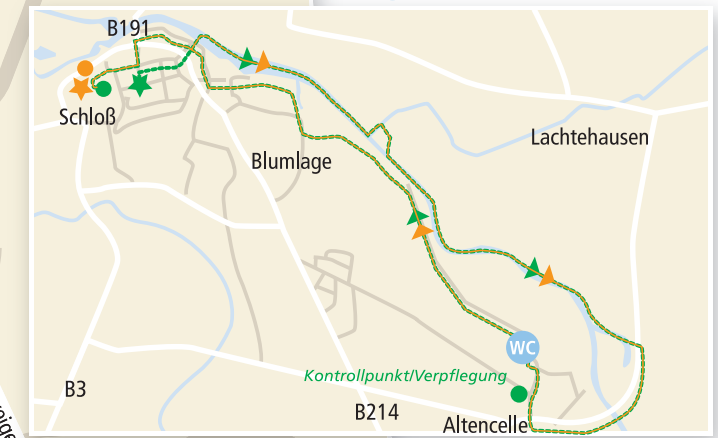 B191
Schloß
Lachtehausen
Blumlage
WC
Kontrollpunkt/Verpflegung
B3
B214
Altencelle